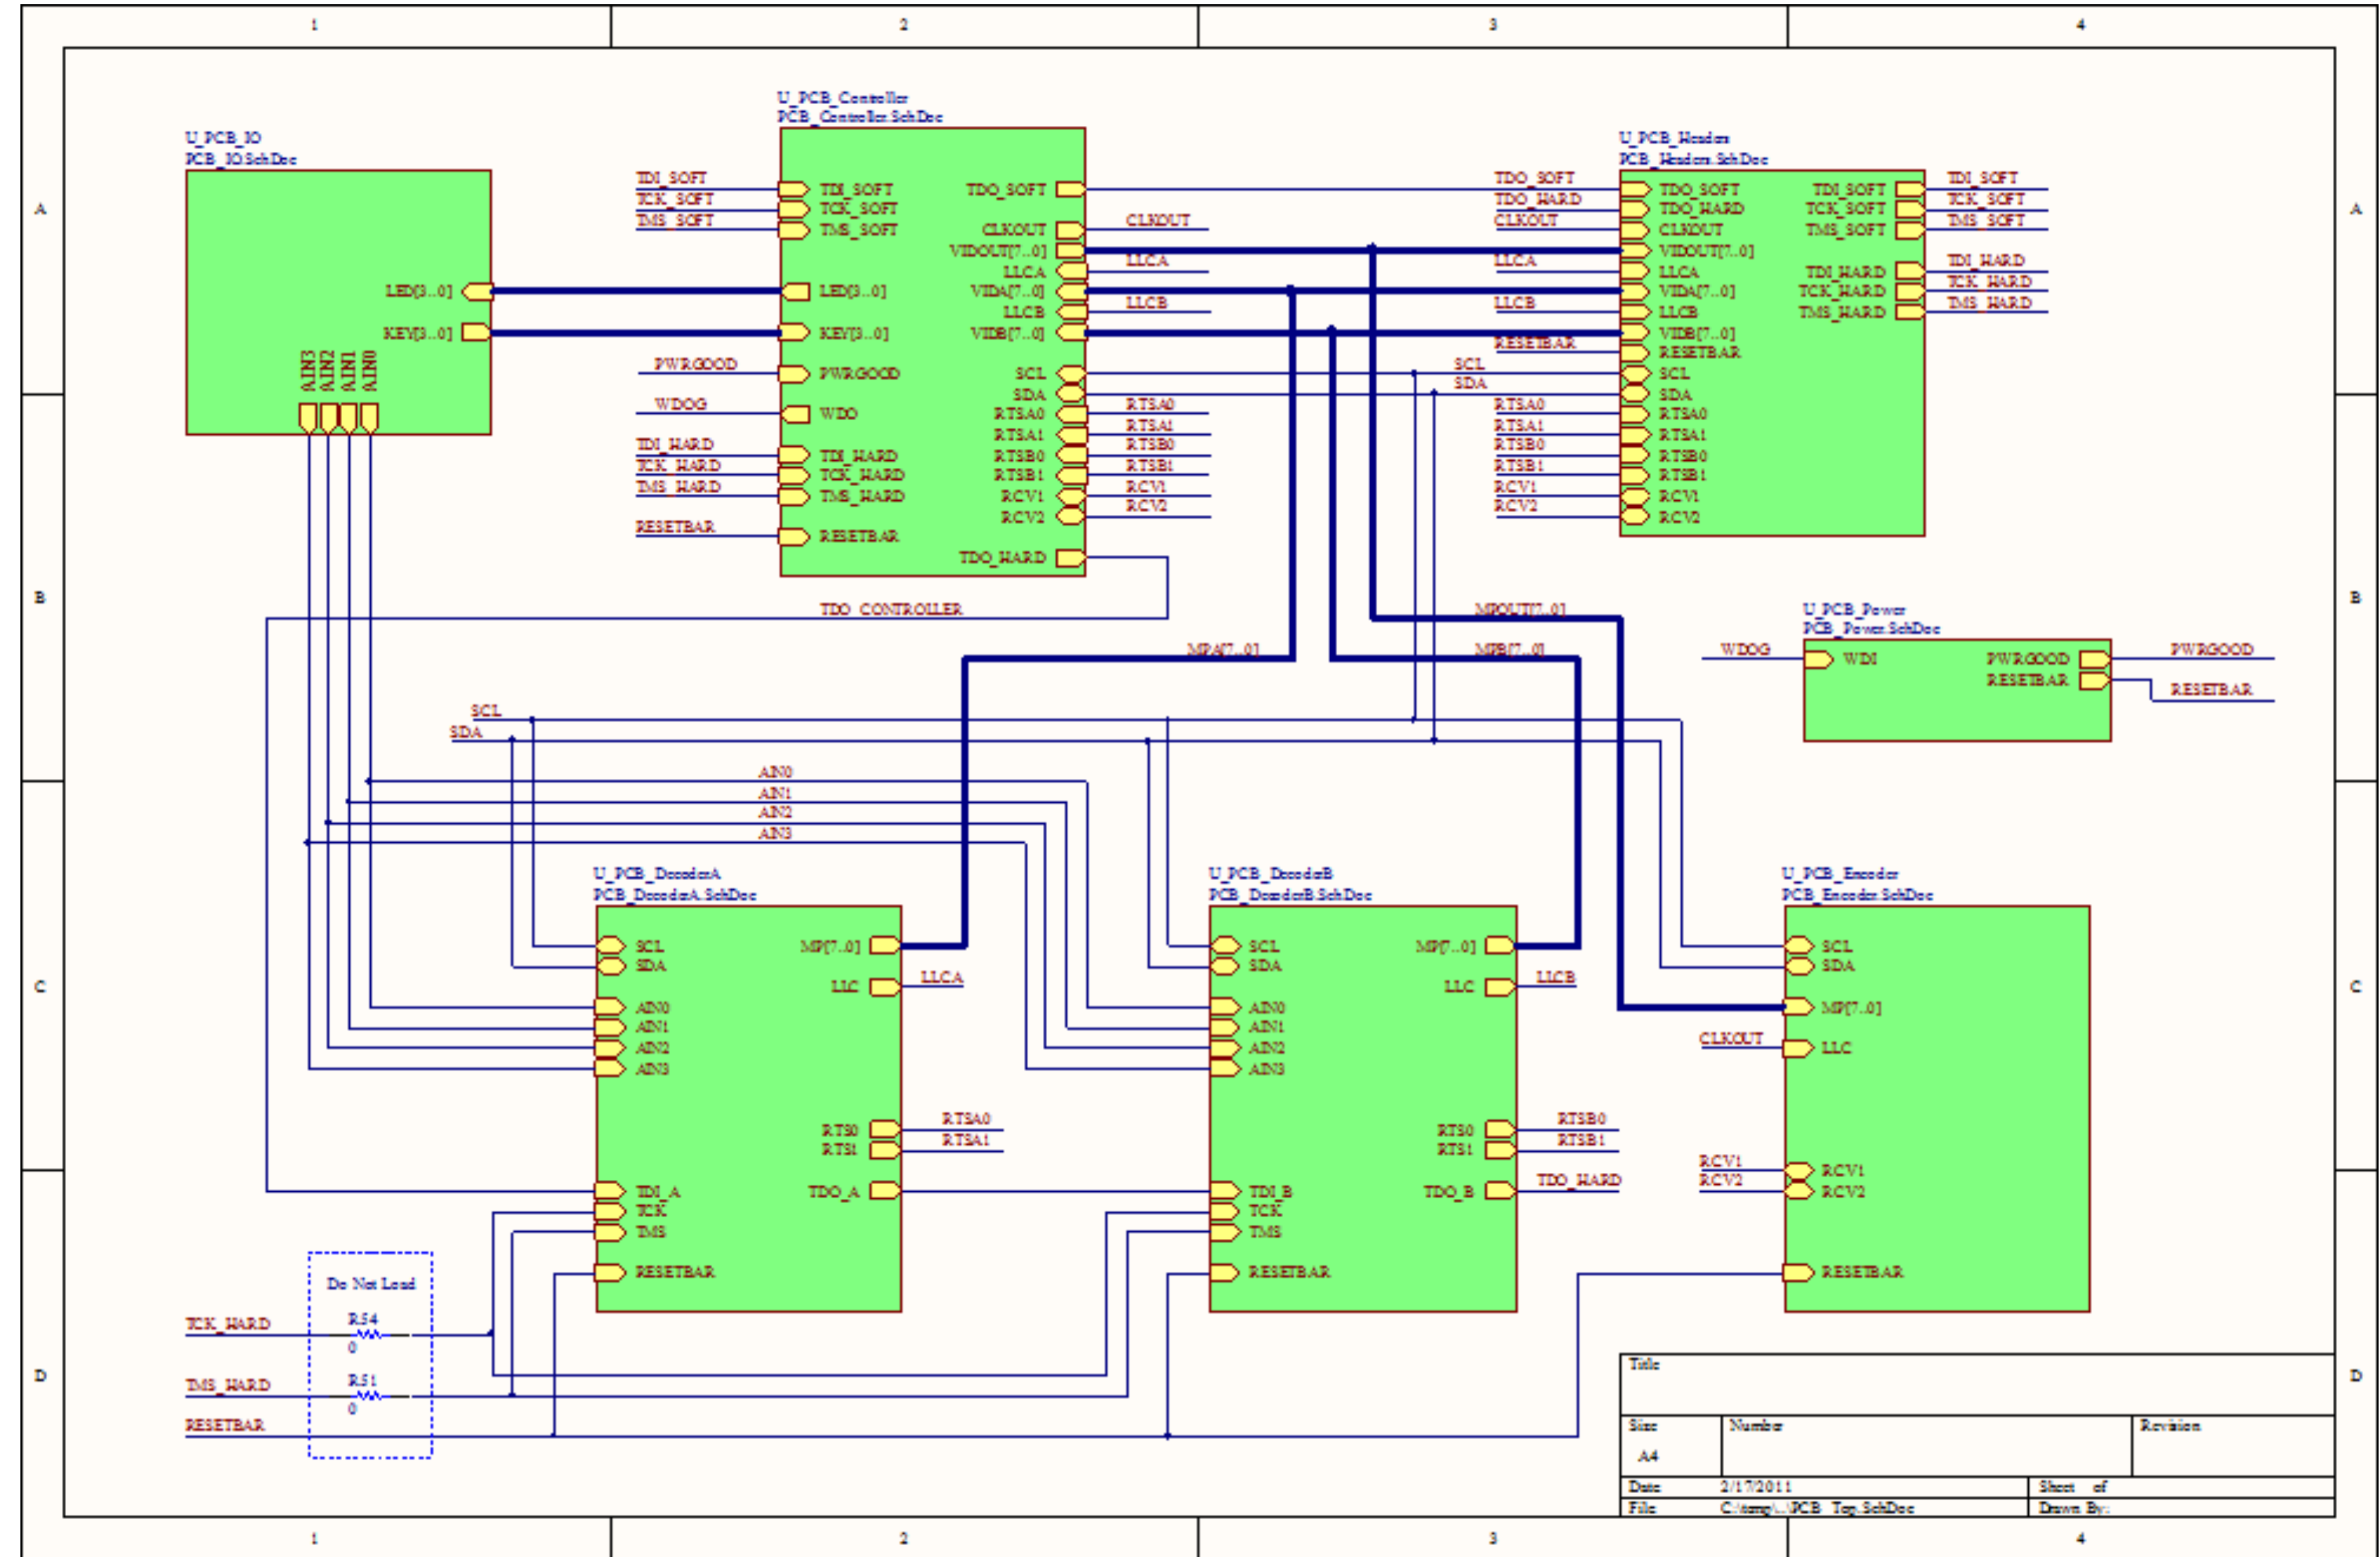 1 2 3 4
A
A
B
B
C
C
D
D
U_PCB_IO
PCB_IO.SchDoc
LED[3..0]
KEY[3..0]
AIN3
AIN2
AIN1
AIN0
U_PCB_Controller
PCB_Controller.SchDoc
TDI_SOFT
TCK_SOFT
TMS_SOFT
PWRGOOD
WDOG
TDI_HARD
TCK_HARD
TMS_HARD
RESETBAR
TDI_SOFT
TCK_SOFT
TMS_SOFT
LED[3..0]
KEY[3..0]
PWRGOOD
WDO
TDI_HARD
TCK_HARD
TMS_HARD
RESETBAR
TDO_SOFT
CLKOUT
VIDOUT[7..0]
LLCA
VIDA[7..0]
LLCB
VIDB[7..0]
SCL
SDA
RTSA0
RTSA1
RTSB0
RTSB1
RCV1
RCV2
TDO_HARD
CLKOUT
LLCA
LLCB
RTSA0
RTSA1
RTSB0
RTSB1
RCV1
RCV2
SCL
SDA
U_PCB_Headers
PCB_Headers.SchDoc
TDO_SOFT
TDO_HARD
CLKOUT
LLCA
LLCB
RESETBAR
RTSA0
RTSA1
RTSB0
RTSB1
RCV1
RCV2
TDO_SOFT
TDO_HARD
CLKOUT
VIDOUT[7..0]
LLCA
VIDA[7..0]
LLCB
VIDB[7..0]
RESETBAR
SCL
SDA
RTSA0
RTSA1
RTSB0
RTSB1
RCV1
RCV2
TDI_SOFT
TCK_SOFT
TMS_SOFT
TDI_HARD
TCK_HARD
TMS_HARD
TDI_SOFT
TCK_SOFT
TMS_SOFT
TDI_HARD
TCK_HARD
TMS_HARD
TDO_CONTROLLER
MPA[7..0]
MPOUT[7..0]
MPB[7..0]
U_PCB_Power
PCB_Power.SchDoc
WDOG
WDI
PWRGOOD
RESETBAR
PWRGOOD
RESETBAR
SCL
SDA
AIN0
AIN1
AIN2
AIN3
U_PCB_DecoderA
PCB_DecoderA.SchDoc
SCL
SDA
AIN0
AIN1
AIN2
AIN3
TDI_A
TCK
TMS
RESETBAR
MP[7..0]
LLC
RTS0
RTS1
TDO_A
LLCA
RTSA0
RTSA1
U_PCB_DecoderB
PCB_DecoderB.SchDoc
SCL
SDA
AIN0
AIN1
AIN2
AIN3
TDI_B
TCK
TMS
RESETBAR
MP[7..0]
LLC
RTS0
RTS1
TDO_B
LLCB
RTSB0
RTSB1
TDO_HARD
U_PCB_Encoder
PCB_Encoder.SchDoc
CLKOUT
RCV1
RCV2
SCL
SDA
MP[7..0]
LLC
RCV1
RCV2
RESETBAR
Do Not Load
TCK_HARD
R54
0
TMS_HARD
R51
0
RESETBAR
Title
Size
A4
Number
Revision
Date
2/17/2011
Sheet of
File
C:\temp\..\PCB_Top.SchDoc
Drawn By:
1 2 3 4